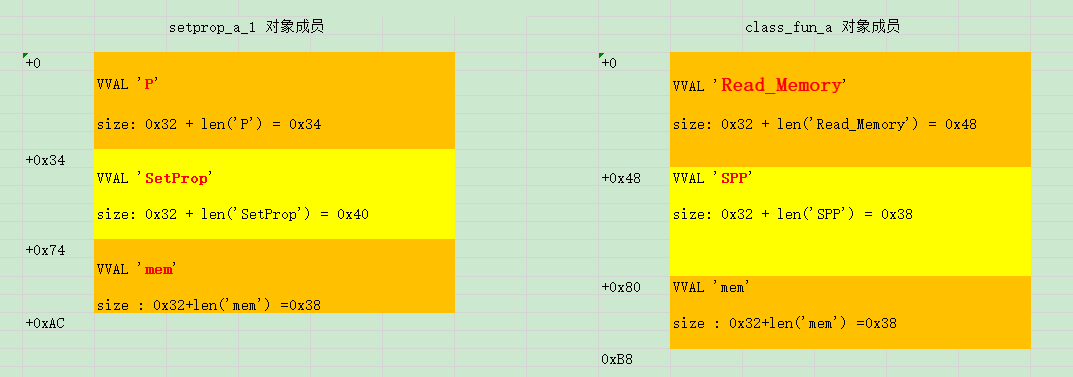 setprop_a_1 对象成员
+0
VVAL 'P'
size: 0x32 + len('P') = 0x34
+0x34
VVAL 'SetProp'
size: 0x32 + len('SetProp') = 0x40
+0x74
VVAL 'mem'
size : 0x32+len('mem') =0x38
+0xAC
class_fun_a 对象成员
+0
VVAL 'Read_Memory'
size: 0x32 + len('Read_Memory') = 0x48
+0x48
VVAL 'SPP'
size: 0x32 + len('SPP') = 0x38
+0x80
VVAL 'mem'
size : 0x32+len('mem') =0x38
0xB8